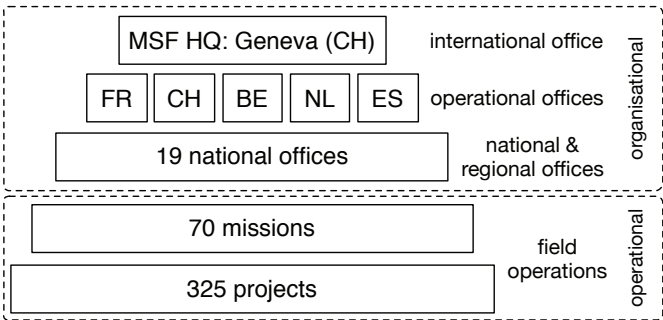 MSF HQ: Geneva (CH)
international office
FR CH BE NL ES
operational offices
19 national offices
national &
regional offices
organisational
70 missions
325 projects
field
operations
operational